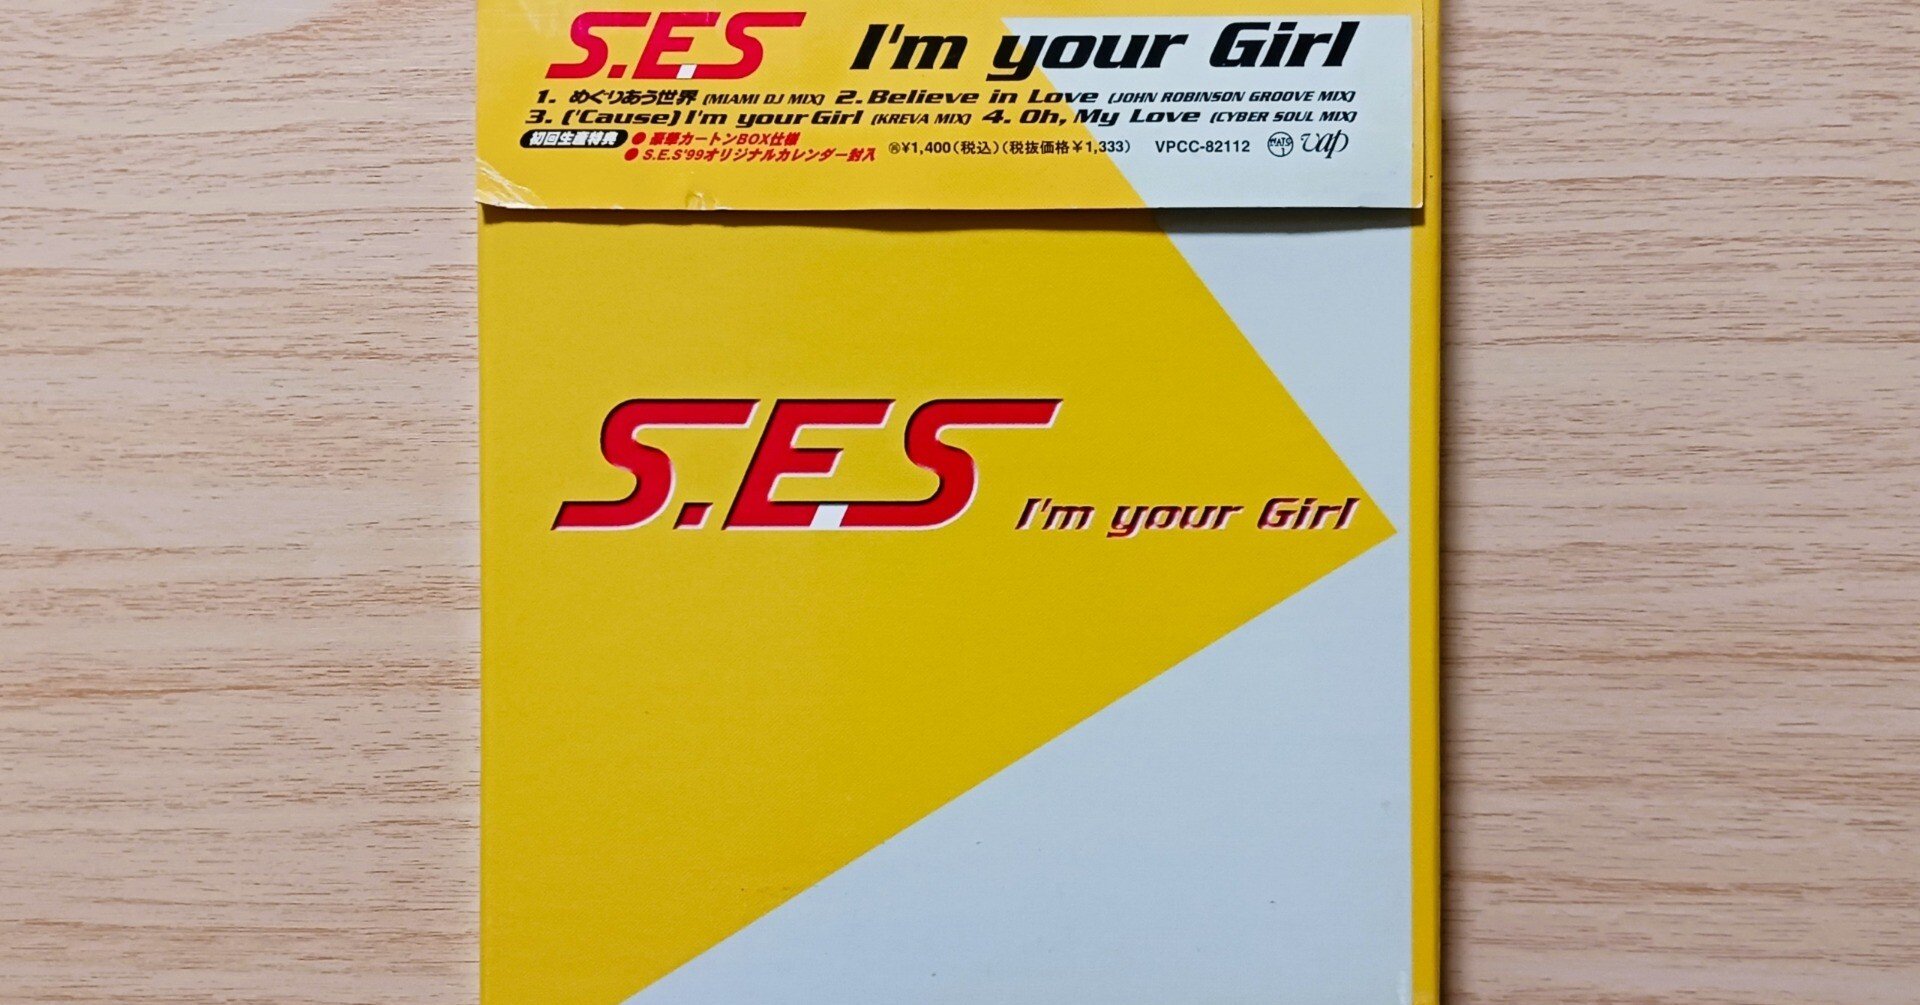 S.E.S I'm your Girl
1. めぐりあう世界 (MIAMI DJ MIX) 2. Believe in Love (JOHN ROBINSON GROOVE MIX)
3. ('Cause) I'm your Girl (KREVA MIX) 4. Oh, My Love (CYBER SOUL MIX)
初回生産特典 ●豪華カートンBOX仕様
●S.E.S'99オリジナルカレンダー封入 ¥1,400(税込)(税抜価格¥1,333) VPCC-82112 vap
S.E.S I'm your Girl